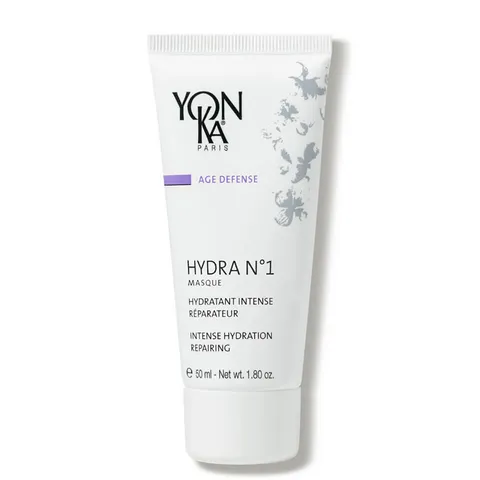 YON
KA®
PARIS
AGE DEFENSE
HYDRA N°1
MASQUE
HYDRATANT INTENSE
RÉPARATEUR
INTENSE HYDRATION
REPAIRING
℮ 50 ml - Net wt. 1.80 oz.